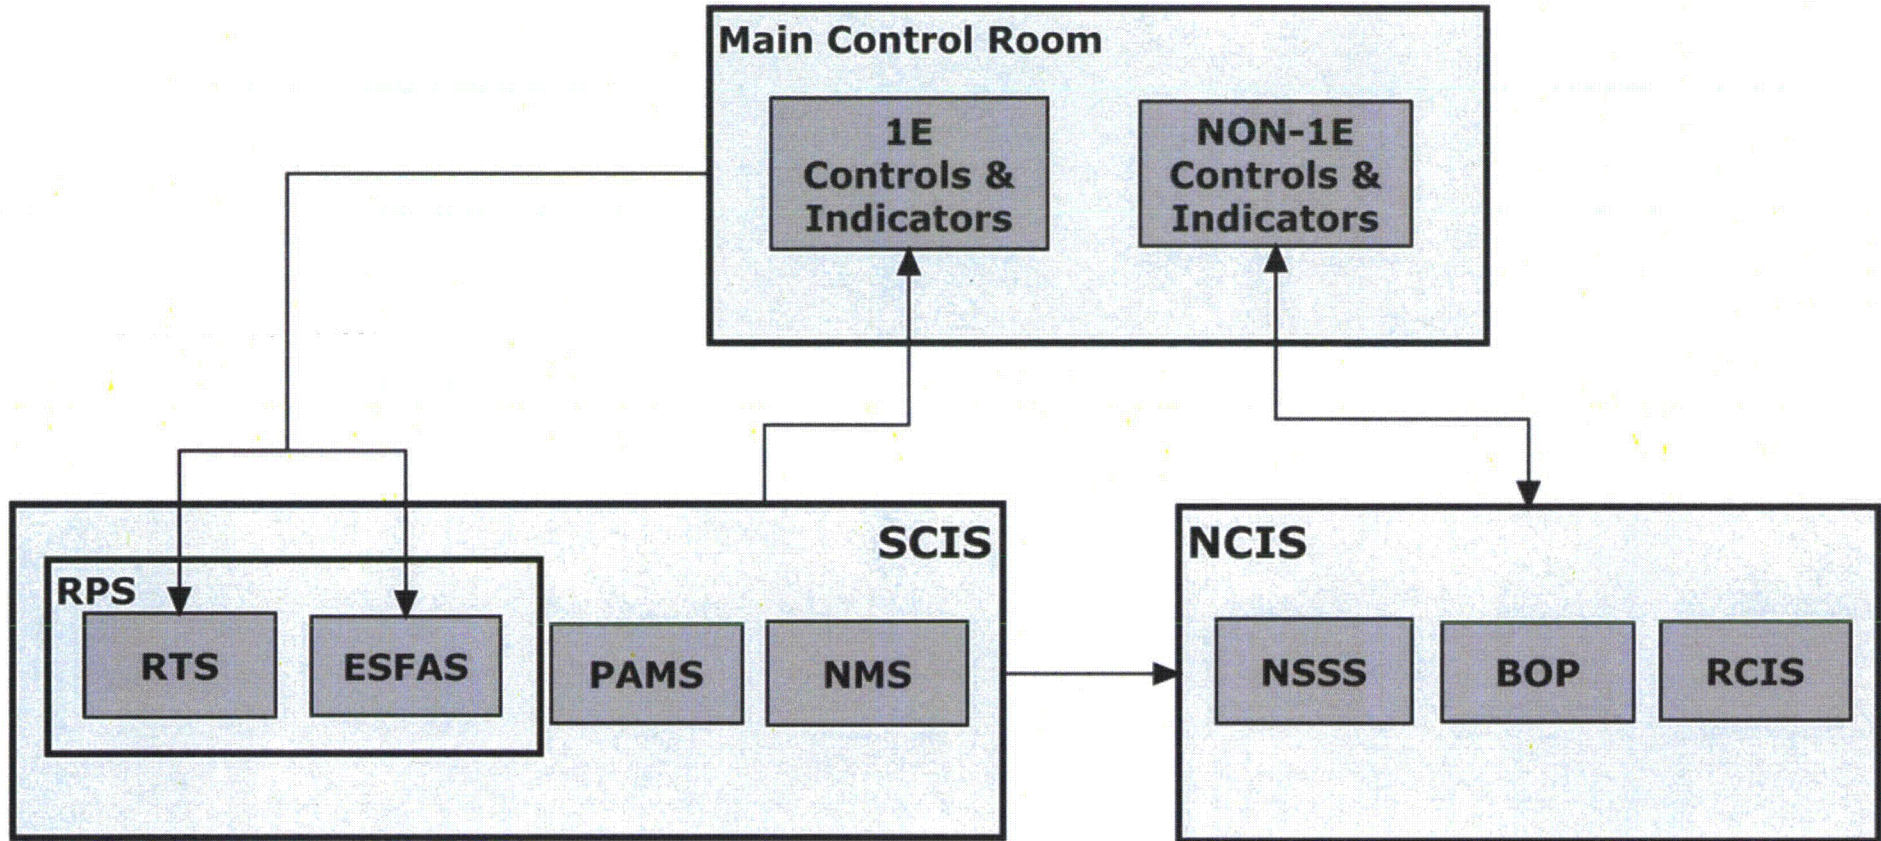 Main Control Room
1E
Controls &
Indicators
NON-1E
Controls &
Indicators
SCIS
RPS
RTS
ESFAS
PAMS
NMS
NCIS
NSSS
BOP
RCIS